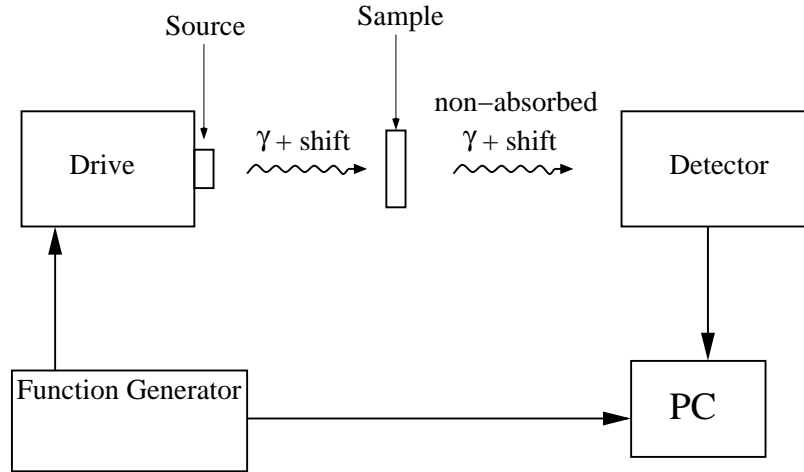 Source
Sample
non−absorbed
γ + shift
γ + shift
Drive
Detector
Function Generator
PC